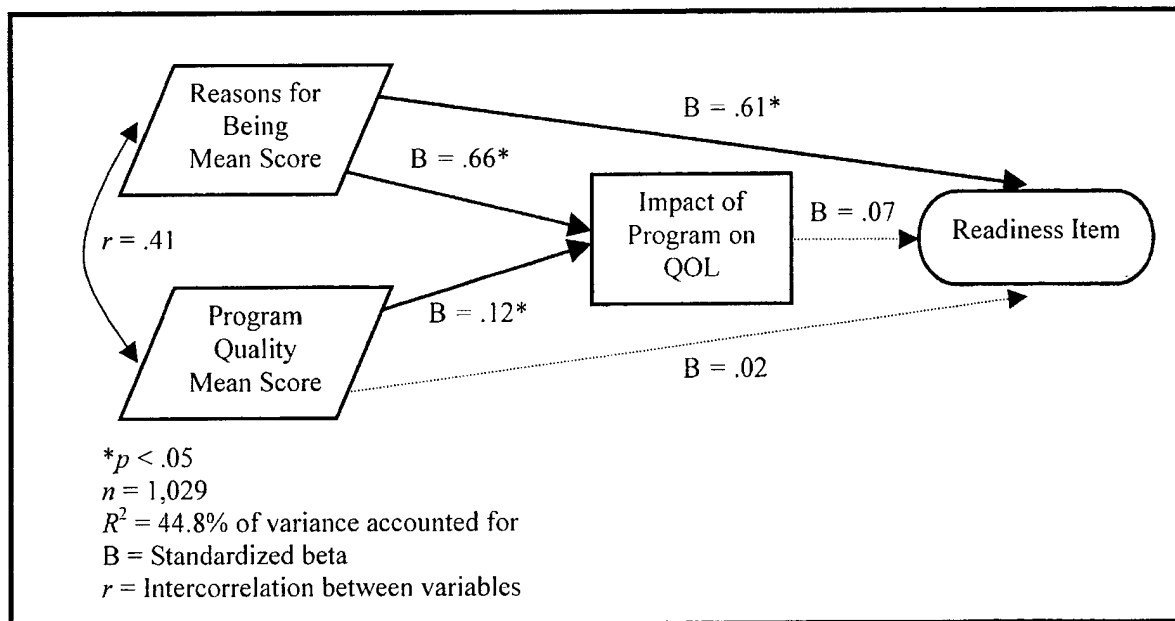 Reasons for
Being
Mean Score
B = .61*
B = .66*
Impact of
Program on
QOL
B = .07
Readiness Item
r = .41
Program
Quality
Mean Score
B = .12*
B = .02
*p < .05
n = 1,029
R² = 44.8% of variance accounted for
B = Standardized beta
r = Intercorrelation between variables